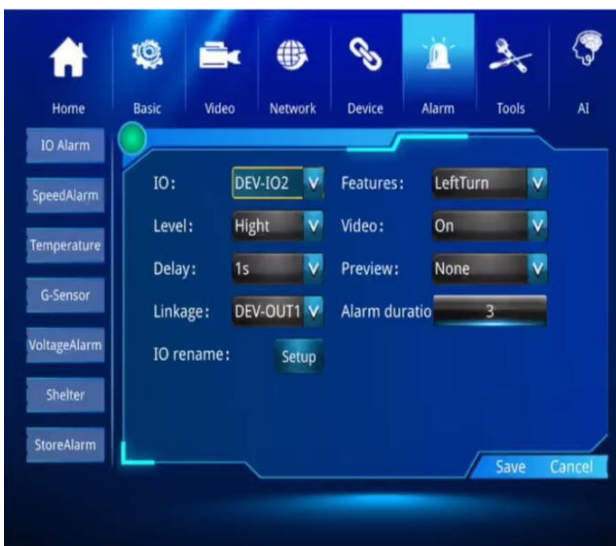 Home Basic Video Network Device Alarm Tools AI
IO Alarm
SpeedAlarm
Temperature
G-Sensor
VoltageAlarm
Shelter
StoreAlarm
IO: DEV-IO2 Features: LeftTurn
Level: Hight Video: On
Delay: 1s Preview: None
Linkage: DEV-OUT1 Alarm duratio 3
IO rename: Setup
Save Cancel